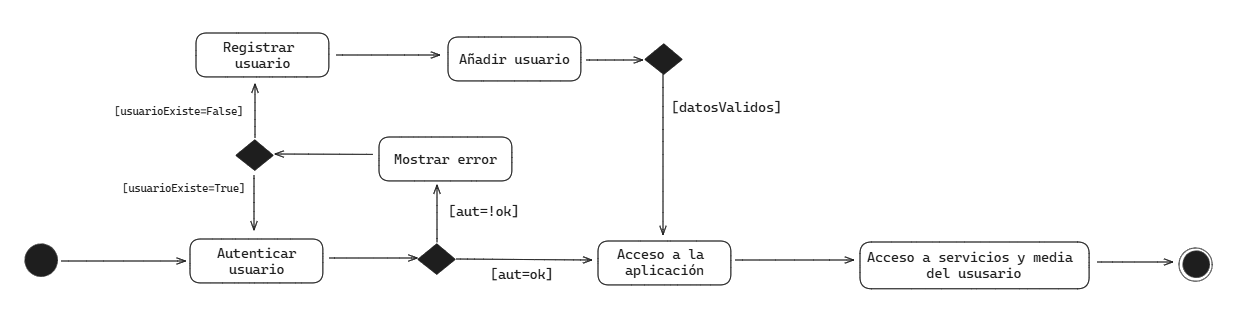 Registrar
usuario
Añadir usuario
[datosValidos]
[usuarioExiste=False]
Mostrar error
[usuarioExiste=True]
[aut=!ok]
Autenticar
usuario
[aut=ok]
Acceso a la
aplicación
Acceso a servicios y media
del ususario